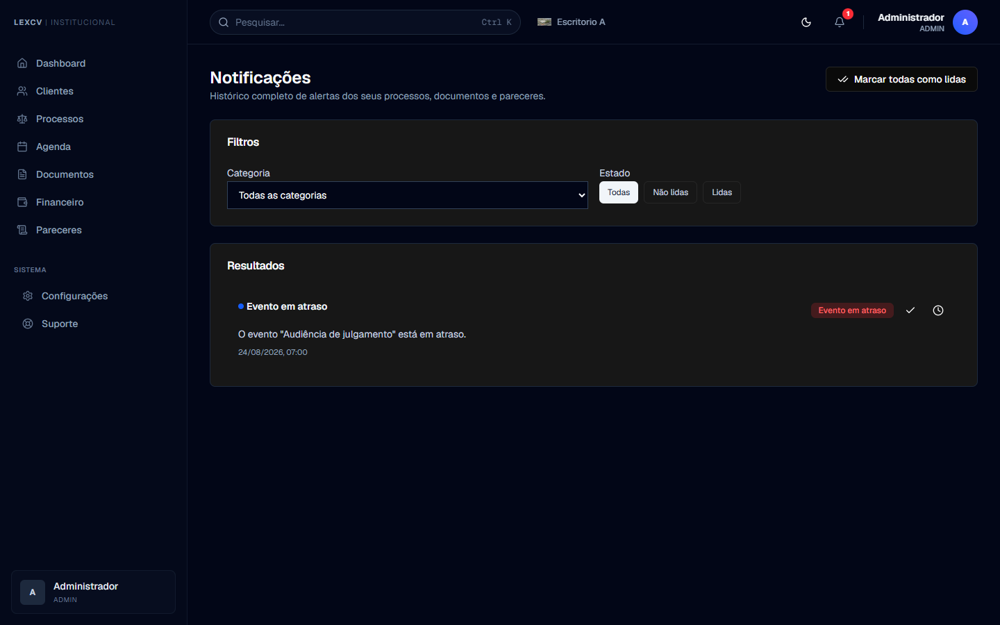 LEXCV | INSTITUCIONAL
Dashboard
Clientes
Processos
Agenda
Documentos
Financeiro
Pareceres
SISTEMA
Configurações
Suporte
A
Administrador
ADMIN
Pesquisar...
Ctrl K
Escritorio A
1
Administrador
ADMIN
A
Notificações
Histórico completo de alertas dos seus processos, documentos e pareceres.
Marcar todas como lidas
Filtros
Categoria
Todas as categorias
Estado
Todas
Não lidas
Lidas
Resultados
Evento em atraso
Evento em atraso
O evento "Audiência de julgamento" está em atraso.
24/08/2026, 07:00